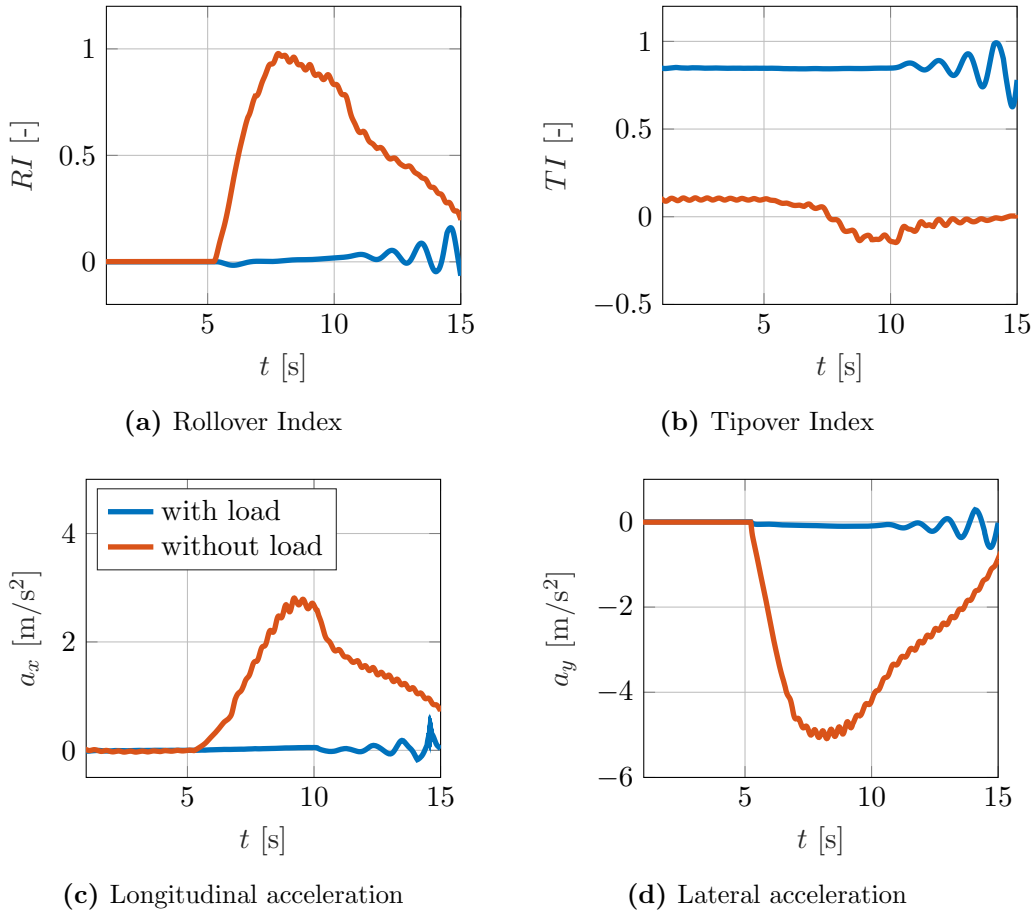 1
0.5
0
RI [-]
5
10
15
t [s]
(a) Rollover Index
1
0.5
0
−0.5
TI [-]
5
10
15
t [s]
(b) Tipover Index
with load
without load
4
2
0
a_x [m/s²]
5
10
15
t [s]
(c) Longitudinal acceleration
0
−2
−4
−6
a_y [m/s²]
5
10
15
t [s]
(d) Lateral acceleration